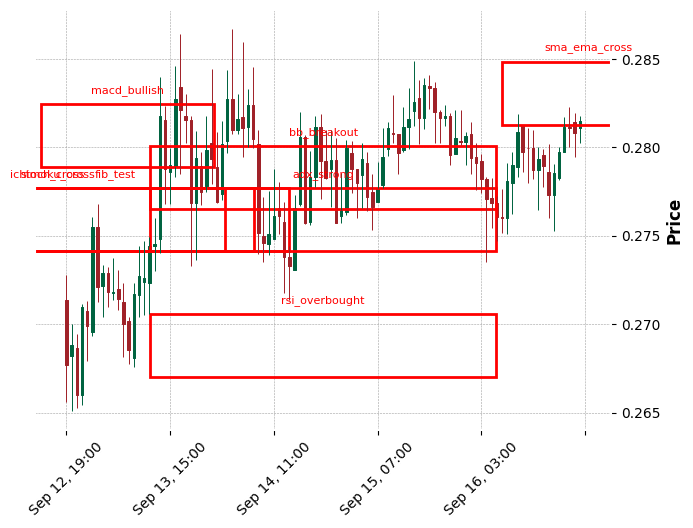 sma_ema_cross
0.285
macd_bullish
bb_breakout
0.280
fib_test
adx_strong
0.275
Price
rsi_overbought
0.270
0.265
Sep 12, 19:00
Sep 13, 15:00
Sep 14, 11:00
Sep 15, 07:00
Sep 16, 03:00